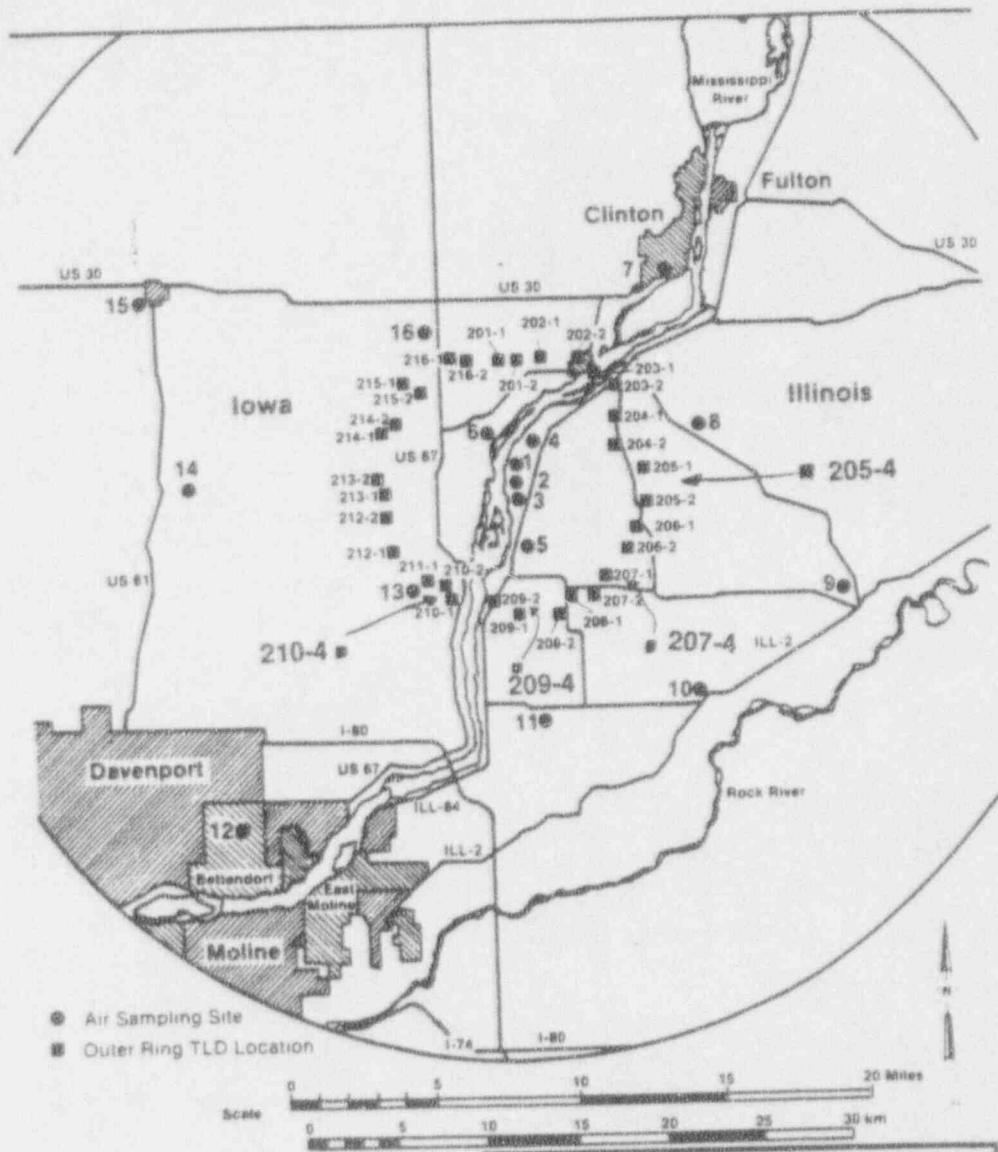 Mississippi
River
Fulton
Clinton
US 30
7
US 30
US 30
15
16
201-1
202-1
202-2
216-1
216-2
201-2
203-1
203-2
215-1
215-2
Iowa
Illinois
204-1
8
214-2
214-1
6
4
204-2
US 67
1
205-1
205-4
14
213-2
2
213-1
3
205-2
212-2
206-1
5
206-2
212-1
211-1
210-2
207-1
US 61
13
9
210-1
209-2
207-2
208-1
209-1
208-2
ILL-2
210-4
207-4
209-4
10
11
I-80
Davenport
US 67
Rock River
ILL-84
12
ILL-2
Bettendorf
East
Moline
Moline
N
Air Sampling Site
Outer Ring TLD Location
I-74
I-80
0 5 10 15 20 Miles
Scale
0 5 10 15 20 25 30 km